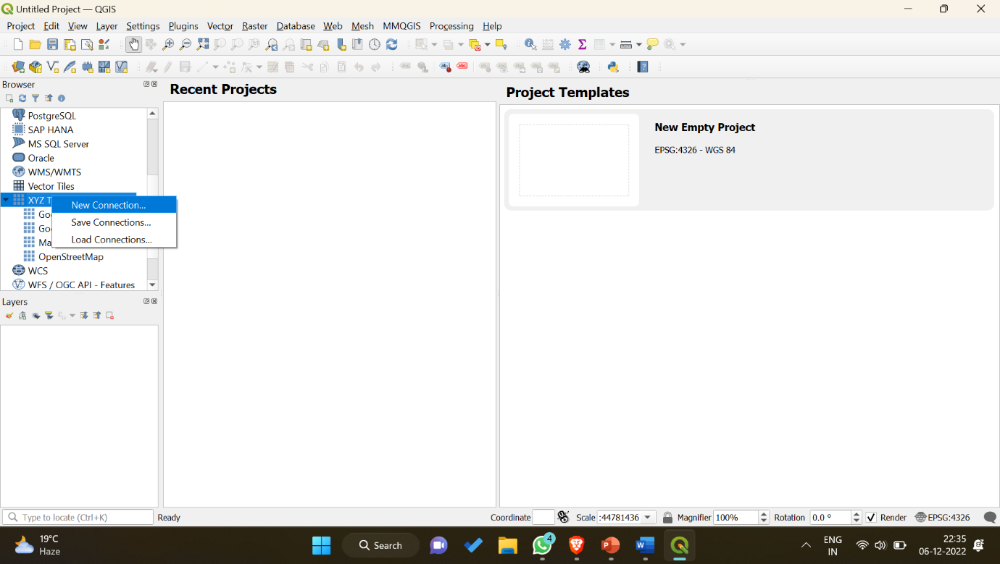 Untitled Project — QGIS
Project Edit View Layer Settings Plugins Vector Raster Database Web Mesh MMQGIS Processing Help
Browser
Recent Projects
Project Templates
PostgreSQL
SAP HANA
MS SQL Server
Oracle
WMS/WMTS
Vector Tiles
XYZ T
New Connection...
Save Connections...
Load Connections...
Goo
Goo
Ma
OpenStreetMap
WCS
WFS / OGC API - Features
New Empty Project
EPSG:4326 - WGS 84
Layers
Type to locate (Ctrl+K)
Ready
Coordinate
Scale :44781436
Magnifier 100%
Rotation 0.0 °
Render
EPSG:4326
19°C
Haze
Search
4
ENG
IN
22:35
06-12-2022